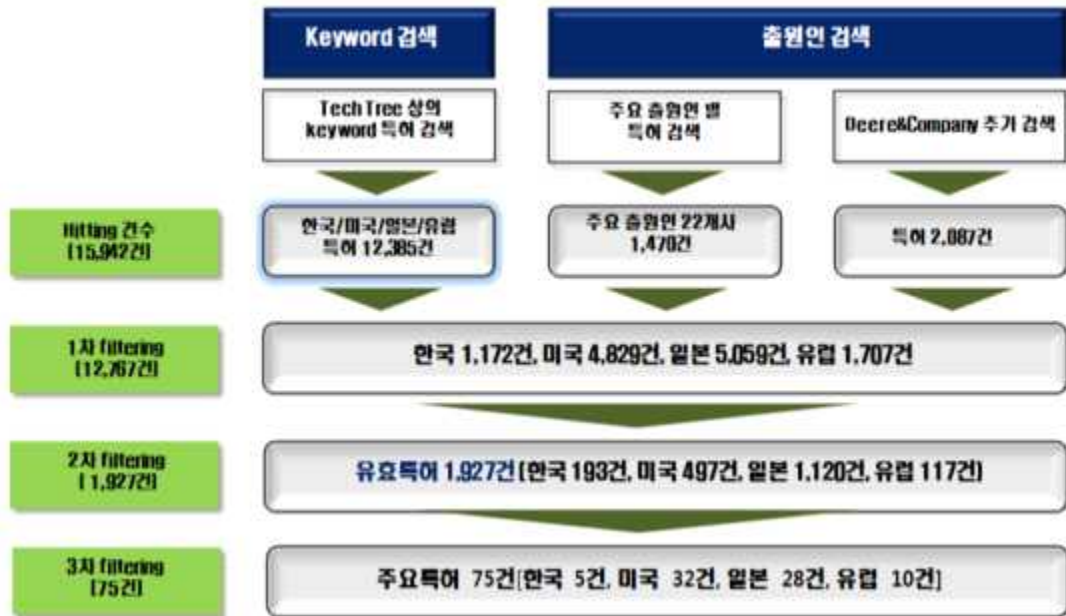 Keyword 검색
출원인 검색
Tech Tree 상의
keyword 특허 검색
주요 출원인 별
특허 검색
Deere&Company 추가 검색
Hitting 건수
(15,942건)
한국/미국/일본/유럽
특허 12,385건
주요 출원인 22개사
1,470건
특허 2,087건
1차 filtering
(12,767건)
한국 1,172건, 미국 4,829건, 일본 5,059건, 유럽 1,707건
2차 filtering
(1,927건)
유효특허 1,927건(한국 193건, 미국 497건, 일본 1,120건, 유럽 117건)
3차 filtering
(75건)
주요특허 75건[한국 5건, 미국 32건, 일본 28건, 유럽 10건]